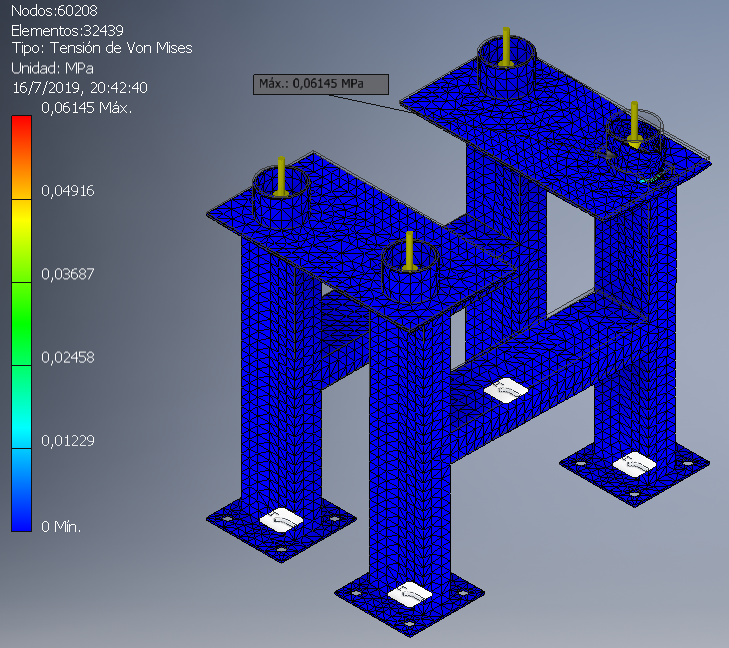 Nodos:60208
Elementos:32439
Tipo: Tensión de Von Mises
Unidad: MPa
16/7/2019, 20:42:40
0,06145 Máx.
Máx.: 0,06145 MPa
0,04916
0,03687
0,02458
0,01229
0 Mín.